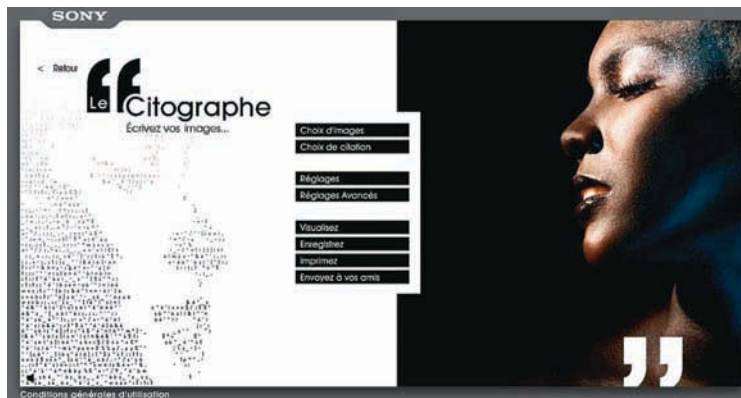 SONY
< Retour
Le Citographe
Écrivez vos images...
Choix d'images
Choix de citation
Réglages
Réglages Avancés
Visualisez
Enregistrez
Imprimez
Envoyez à vos amis
Conditions générales d'utilisation